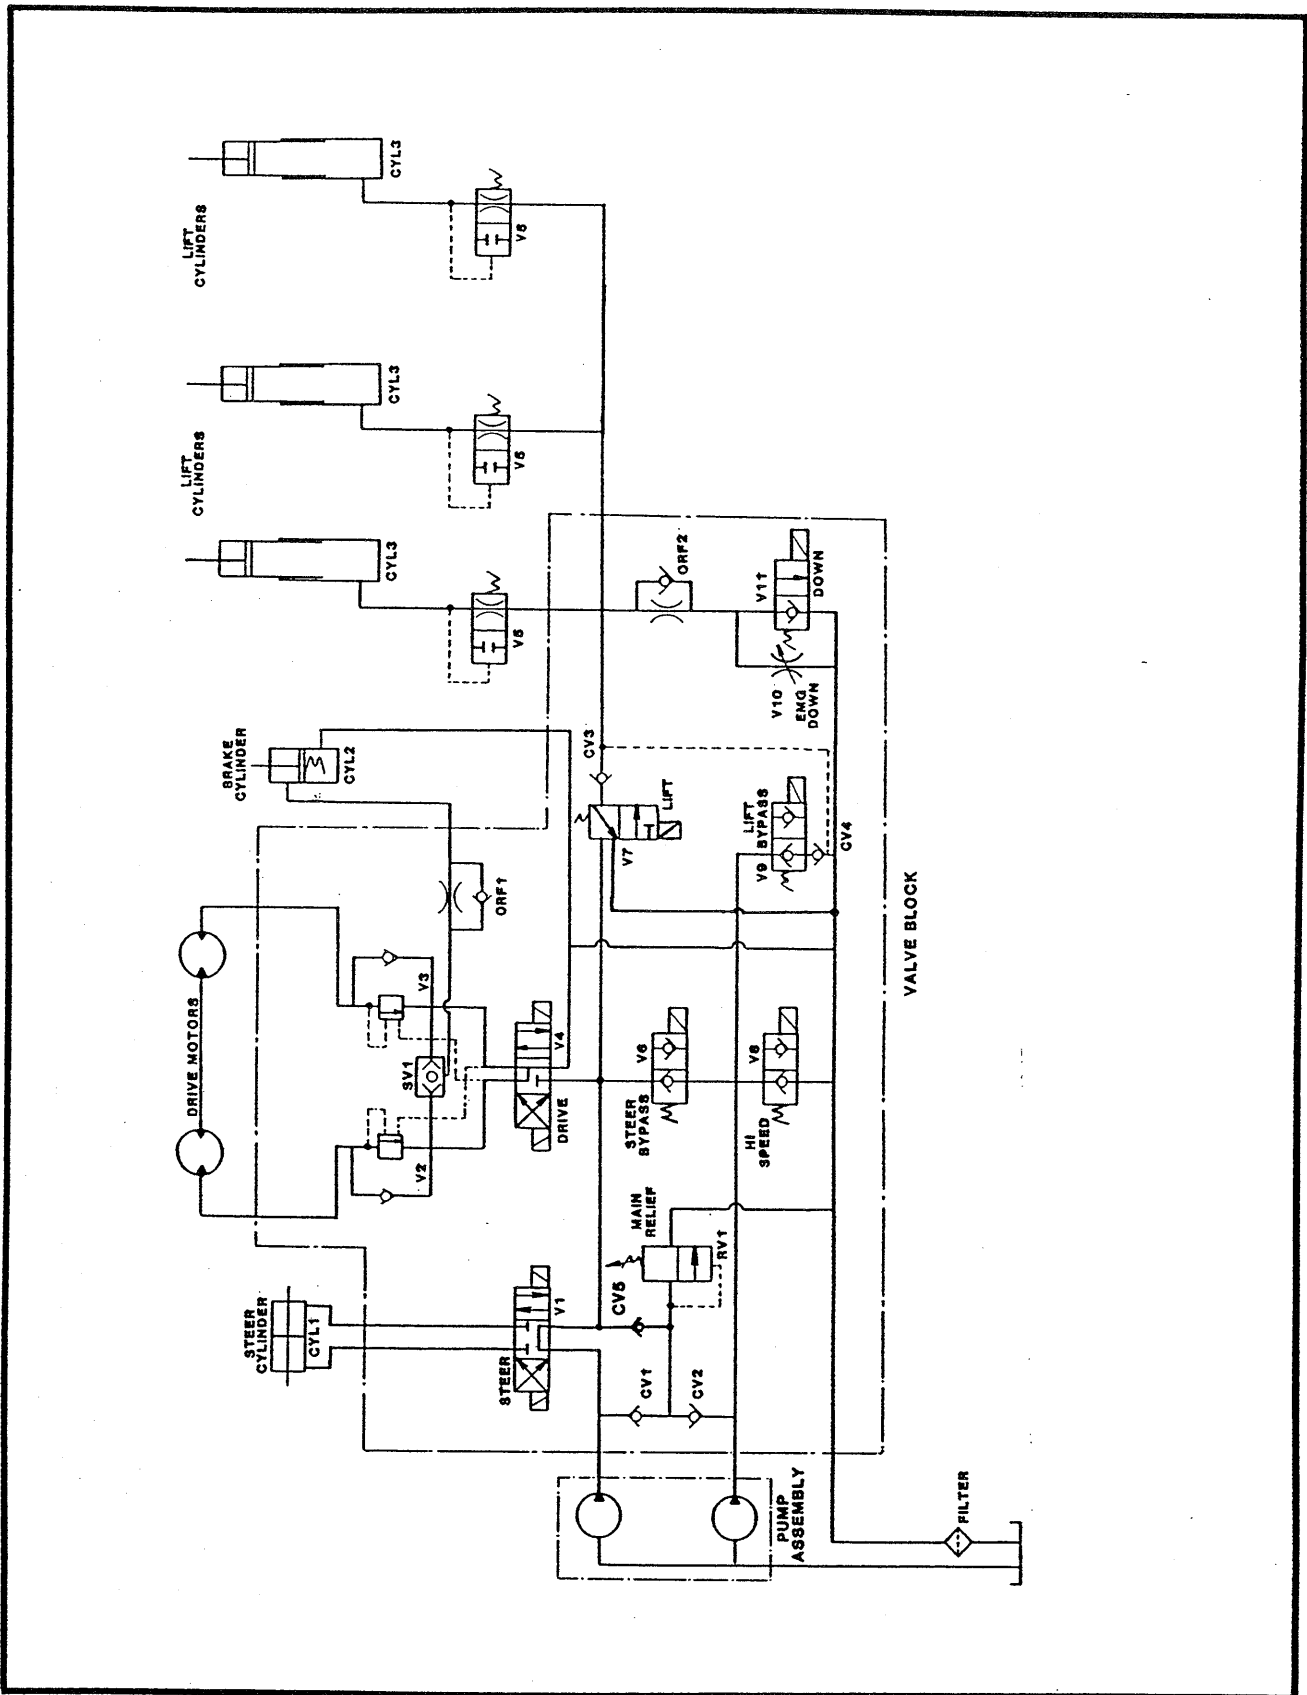 LIFT
CYLINDERS
CYL3
V5
LIFT
CYLINDERS
CYL3
V5
CYL3
V5
BRAKE
CYLINDER
CYL2
DRIVE MOTORS
V3
SV1
V2
ORF1
V4
DRIVE
STEER
CYLINDER
CYL1
V1
STEER
ORF2
V11
DOWN
V10
EMG
DOWN
CV3
LIFT
V7
LIFT
BYPASS
V9
CV4
V6
STEER
BYPASS
V8
HI
SPEED
MAIN
RELIEF
RV1
CV5
CV1
CV2
VALVE BLOCK
PUMP
ASSEMBLY
FILTER